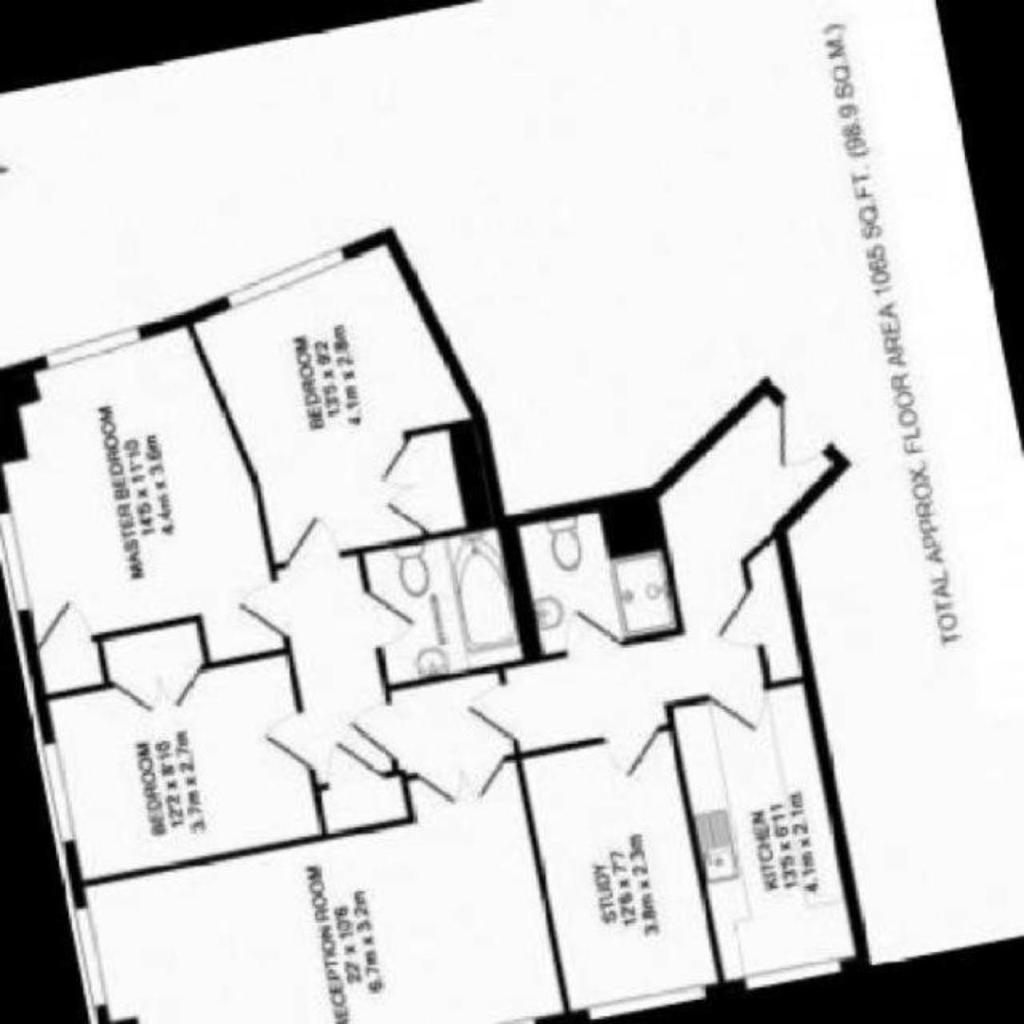 BEDROOM
13'5 x 9'2
4.1m x 2.8m
MASTER BEDROOM
14'5 x 11'10
4.4m x 3.6m
BEDROOM
12'2 x 8'10
3.7m x 2.7m
RECEPTION ROOM
22' x 10'6
6.7m x 3.2m
STUDY
12'6 x 7'7
3.8m x 2.3m
KITCHEN
13'5 x 6'11
4.1m x 2.1m
TOTAL APPROX. FLOOR AREA 1065 SQ.FT. (98.9 SQ.M.)